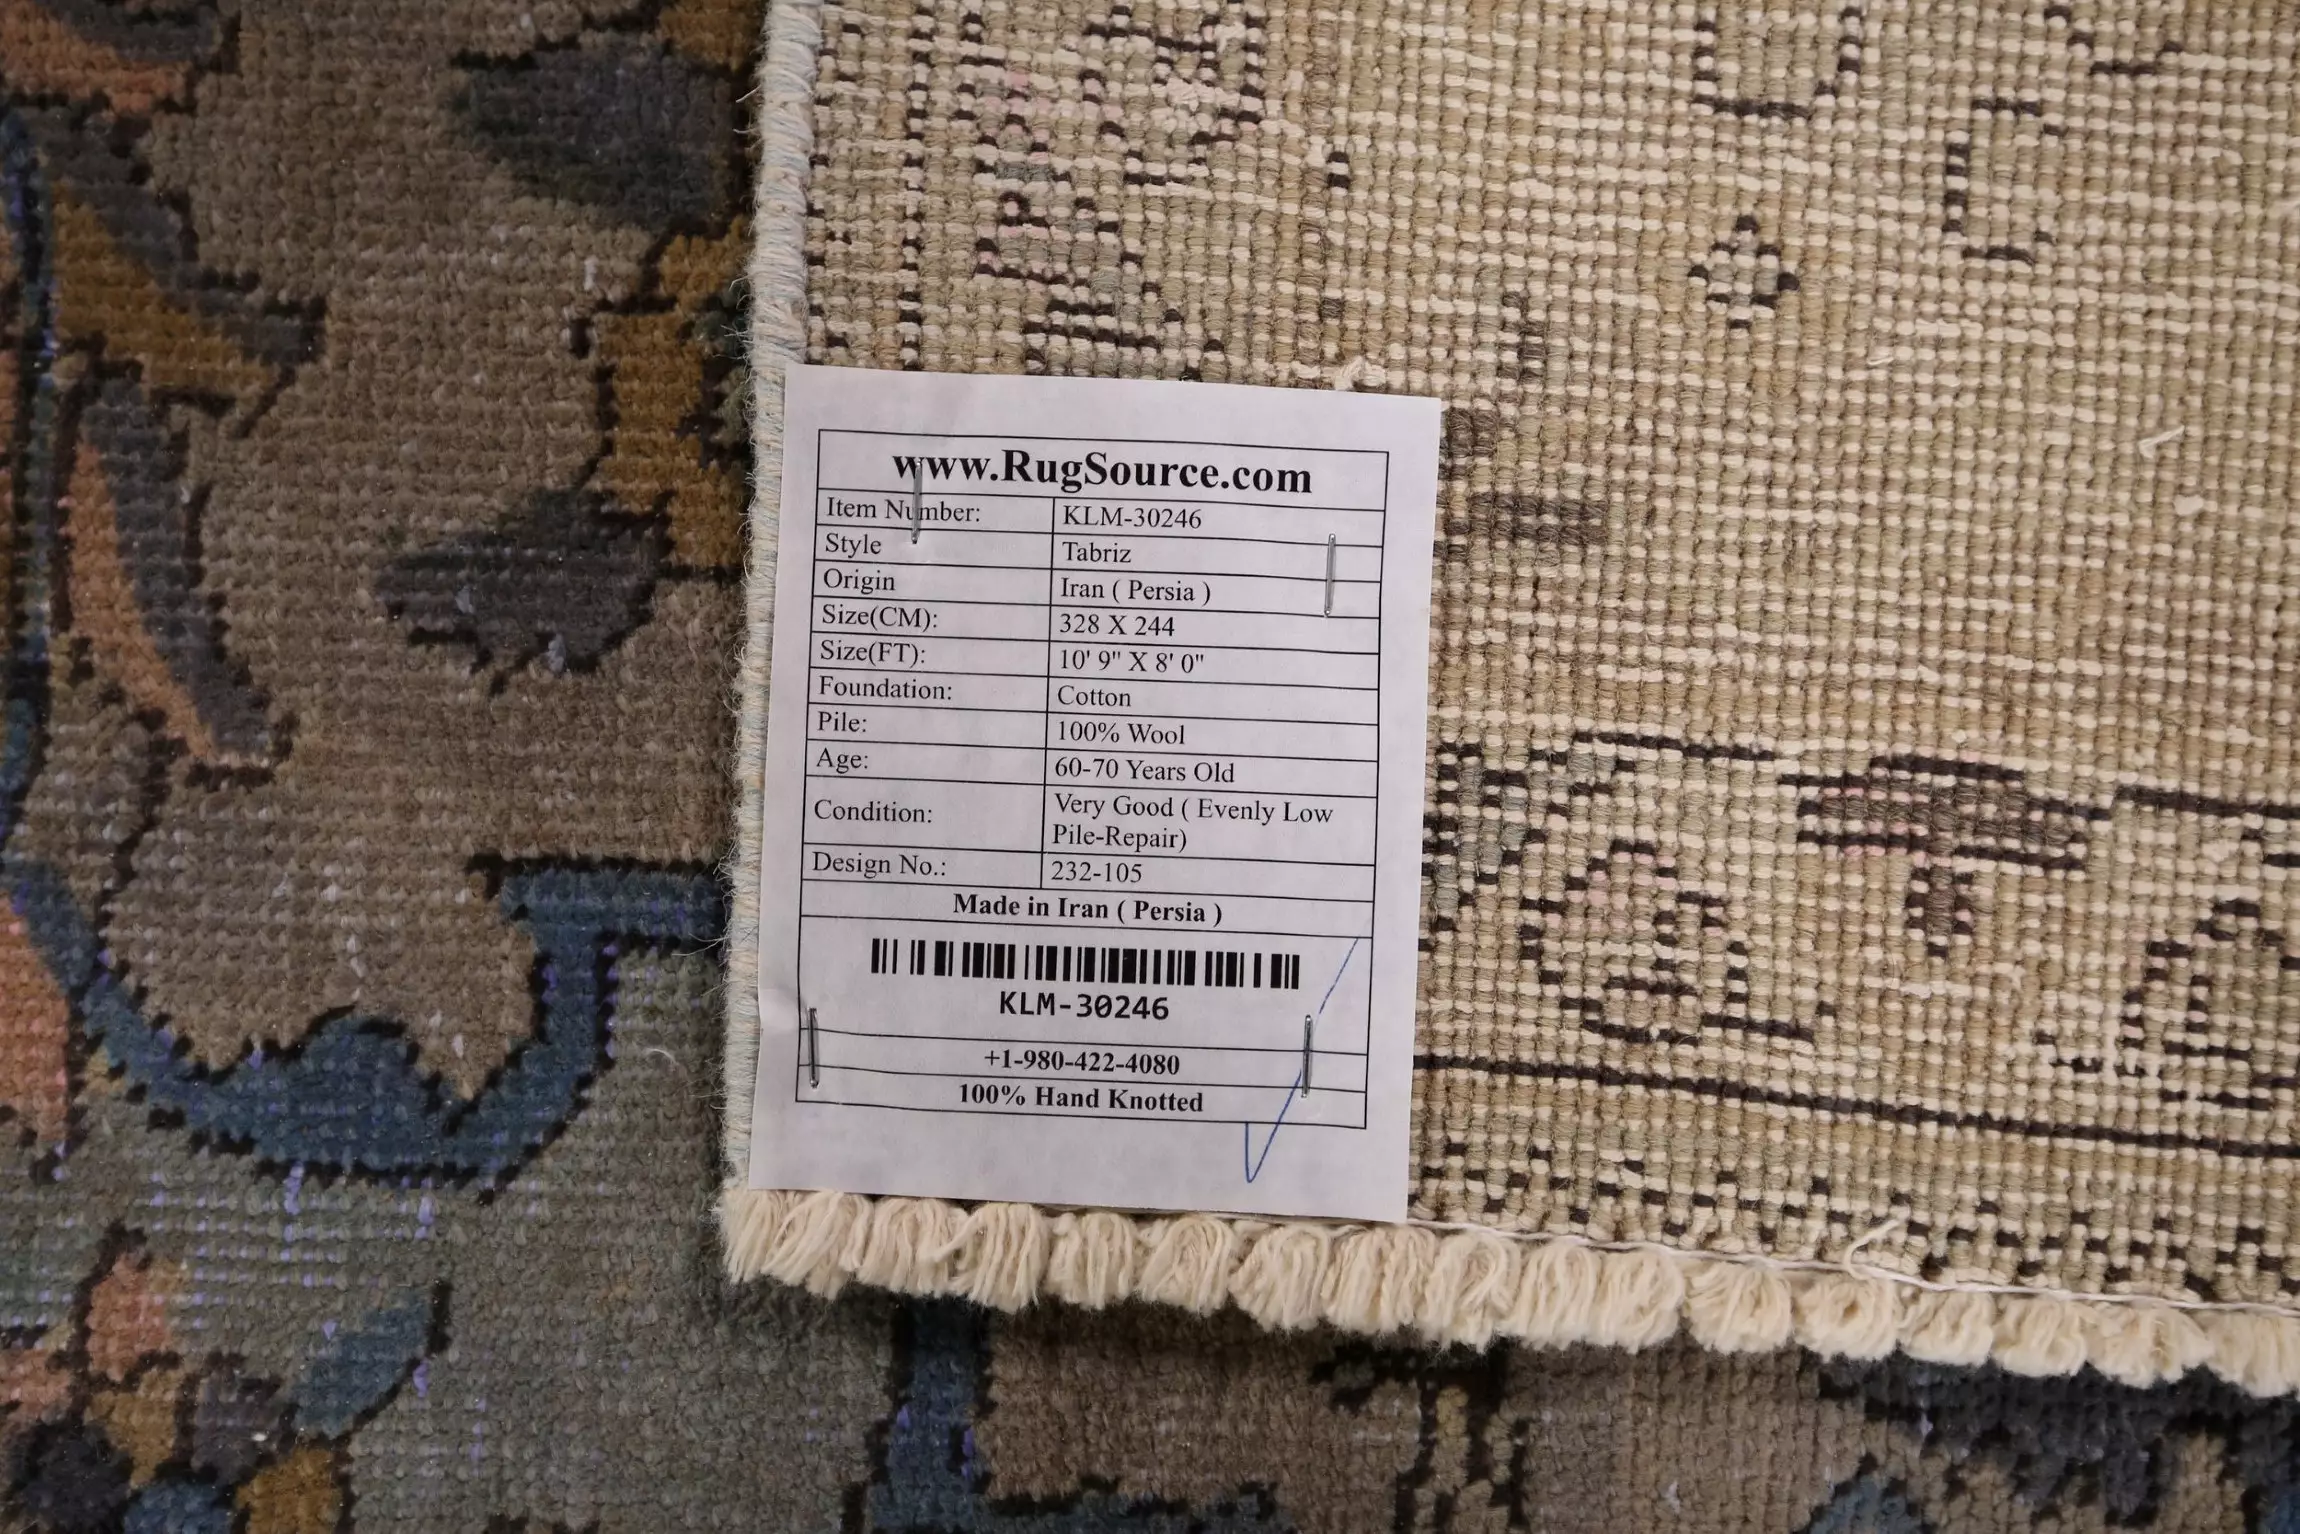 www.RugSource.com
Item Number: KLM-30246
Style Tabriz
Origin Iran ( Persia )
Size(CM): 328 X 244
Size(FT): 10' 9" X 8' 0"
Foundation: Cotton
Pile: 100% Wool
Age: 60-70 Years Old
Condition: Very Good ( Evenly Low
Pile-Repair)
Design No.: 232-105
Made in Iran ( Persia )
KLM-30246
+1-980-422-4080
100% Hand Knotted